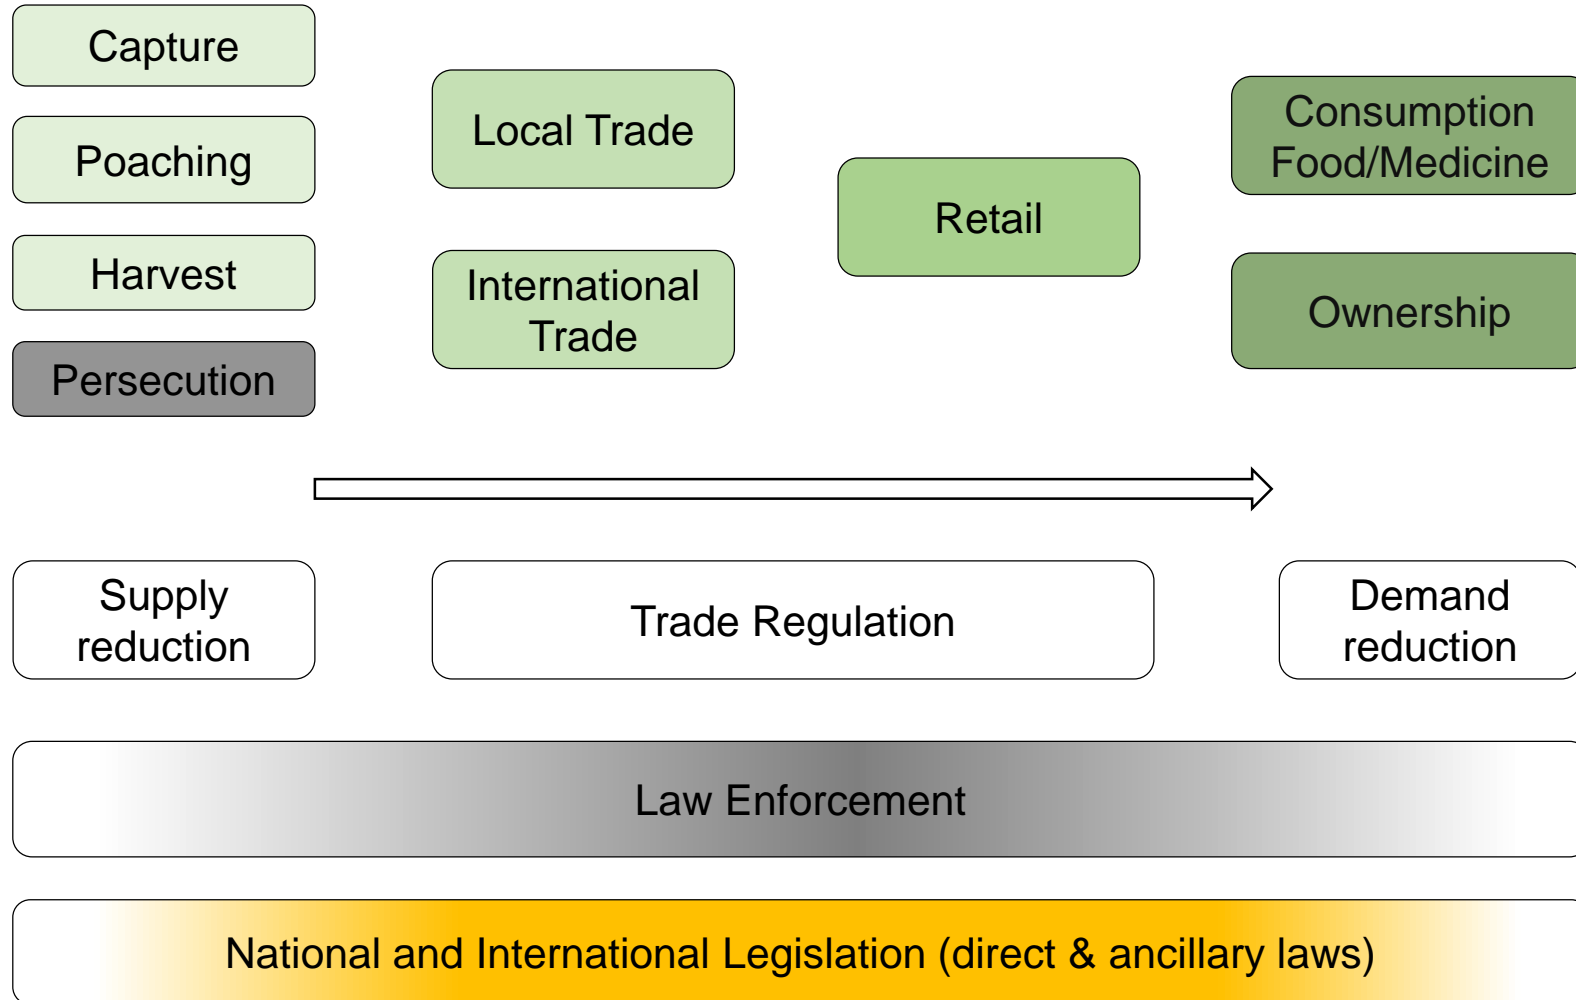 Capture
Poaching
Harvest
Persecution
Local Trade
International
Trade
Retail
Consumption
Food/Medicine
Ownership
Supply
reduction
Trade Regulation
Demand
reduction
Law Enforcement
National and International Legislation (direct & ancillary laws)